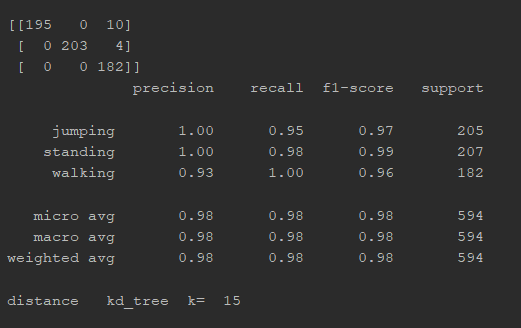 [[195   0  10]
 [  0 203   4]
 [  0   0 182]]
              precision    recall  f1-score   support

     jumping       1.00      0.95      0.97       205
    standing       1.00      0.98      0.99       207
     walking       0.93      1.00      0.96       182

   micro avg       0.98      0.98      0.98       594
   macro avg       0.98      0.98      0.98       594
weighted avg       0.98      0.98      0.98       594

distance   kd_tree  k=  15